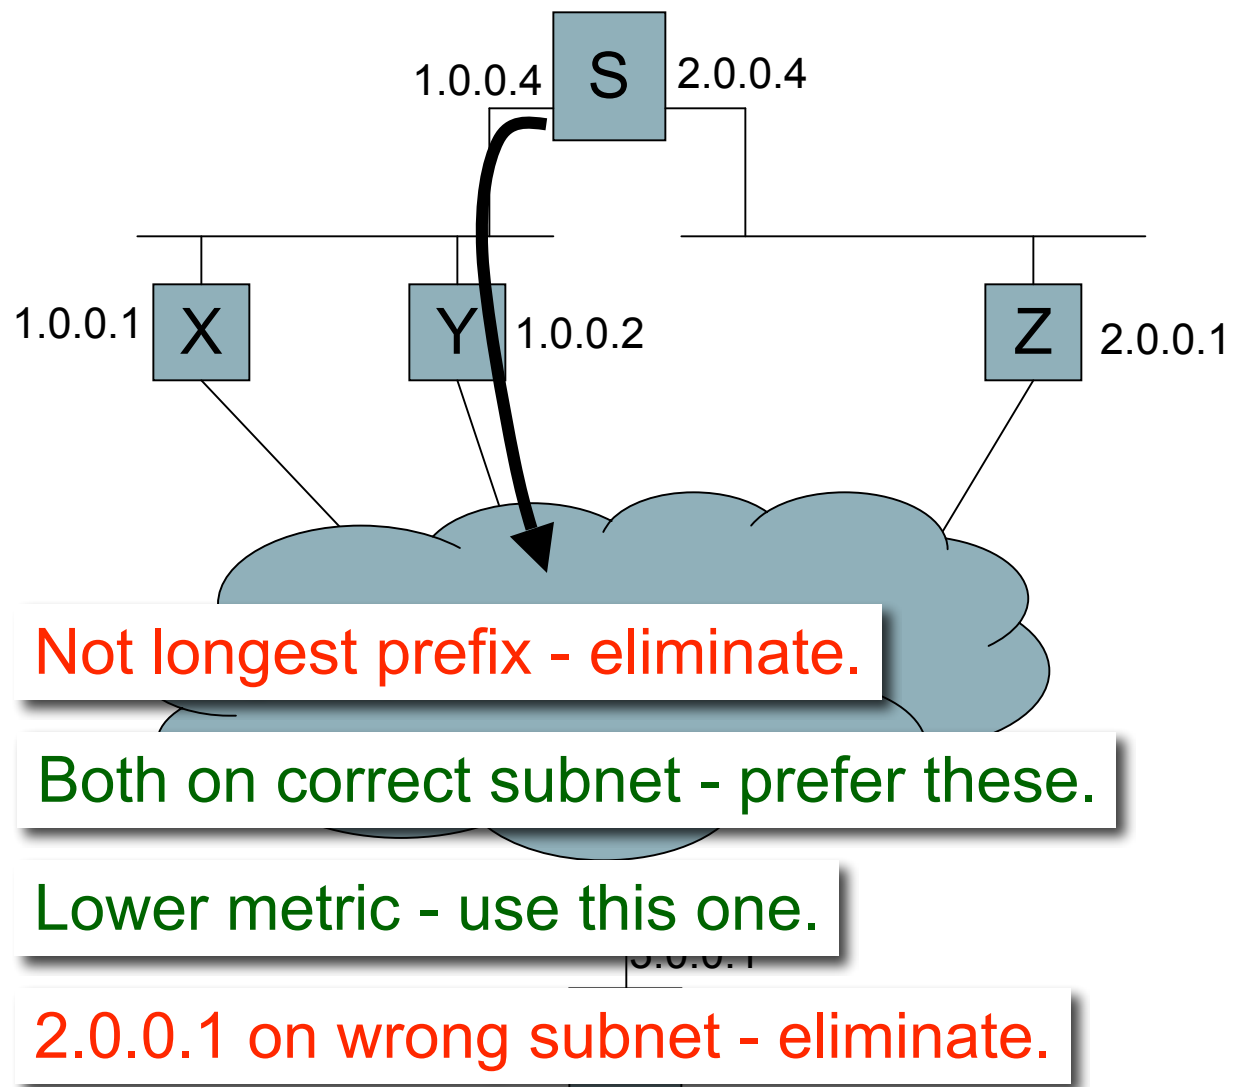 S
1.0.0.4
2.0.0.4
1.0.0.1
X
Y
1.0.0.2
Z
2.0.0.1
Not longest prefix - eliminate.
Both on correct subnet - prefer these.
Lower metric - use this one.
2.0.0.1 on wrong subnet - eliminate.